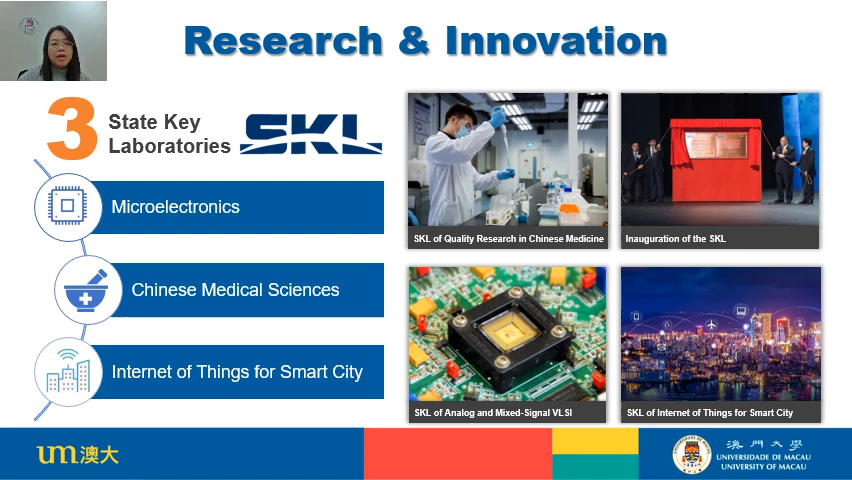 Research & Innovation
3
State Key
Laboratories
SKL
Microelectronics
Chinese Medical Sciences
Internet of Things for Smart City
SKL of Quality Research in Chinese Medicine
Inauguration of the SKL
SKL of Analog and Mixed-Signal VLSI
SKL of Internet of Things for Smart City
um澳大
澳門大學
UNIVERSIDADE DE MACAU
UNIVERSITY OF MACAU